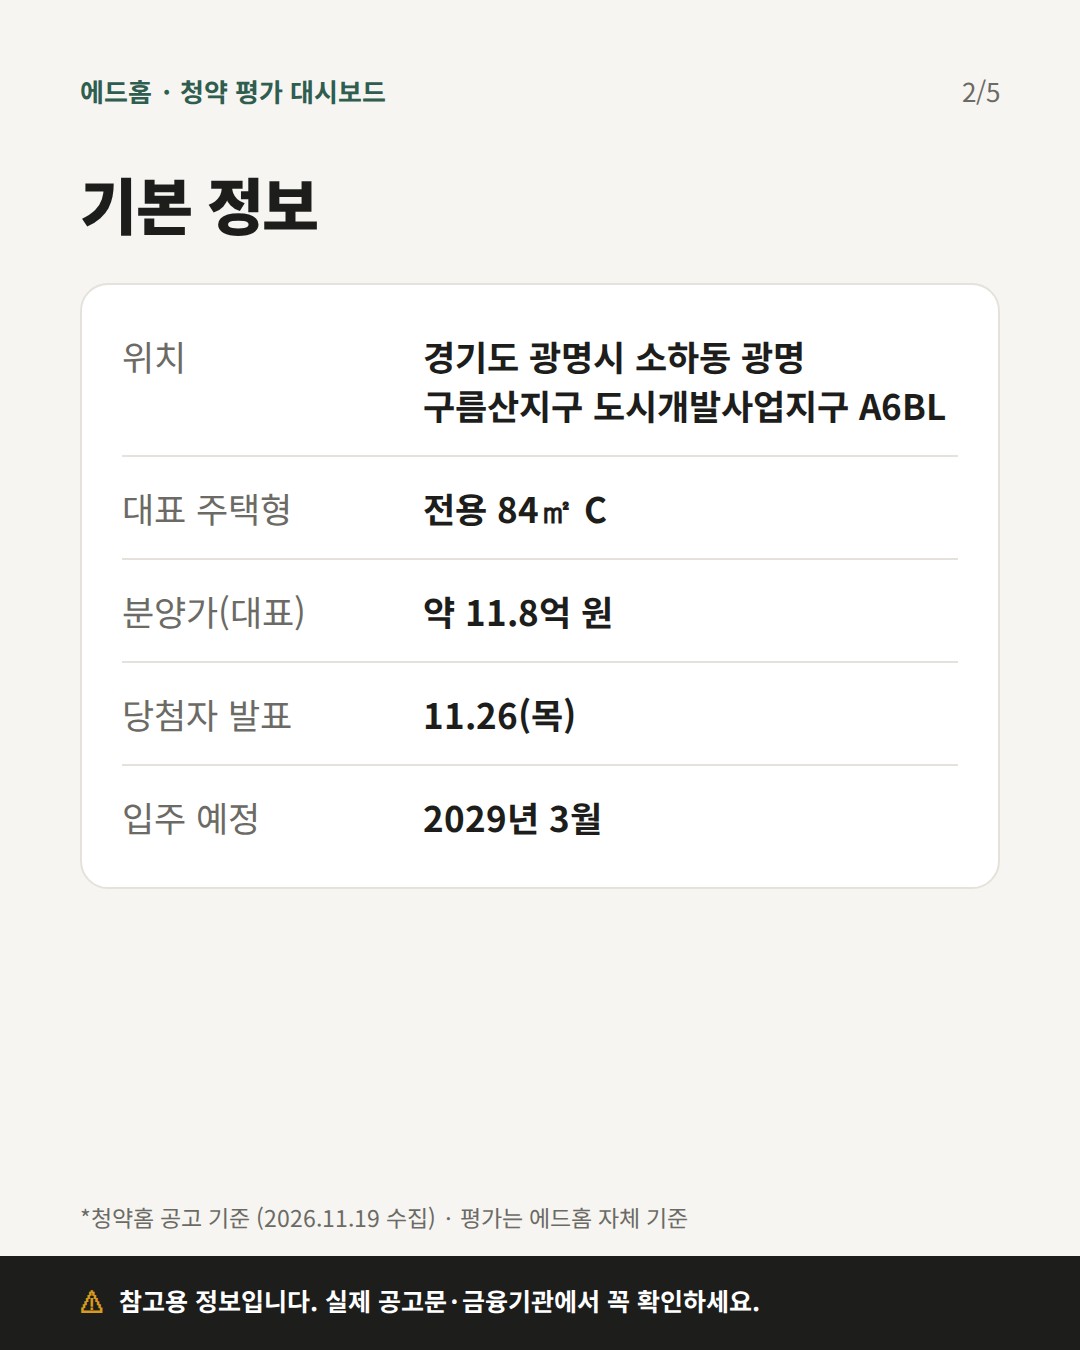 에드홈 · 청약 평가 대시보드
2/5
기본 정보
위치
경기도 광명시 소하동 광명
구름산지구 도시개발사업지구 A6BL
대표 주택형
전용 84㎡ C
분양가(대표)
약 11.8억 원
당첨자 발표
11.26(목)
입주 예정
2029년 3월
*청약홈 공고 기준 (2026.11.19 수집) · 평가는 에드홈 자체 기준
⚠ 참고용 정보입니다. 실제 공고문·금융기관에서 꼭 확인하세요.